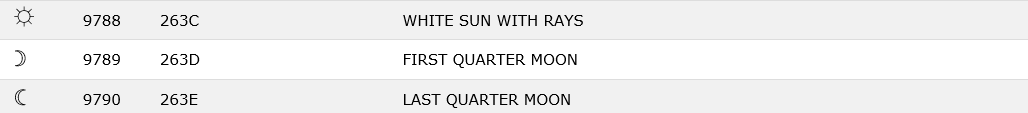 ☼ 9788 263C WHITE SUN WITH RAYS
☽ 9789 263D FIRST QUARTER MOON
☾ 9790 263E LAST QUARTER MOON